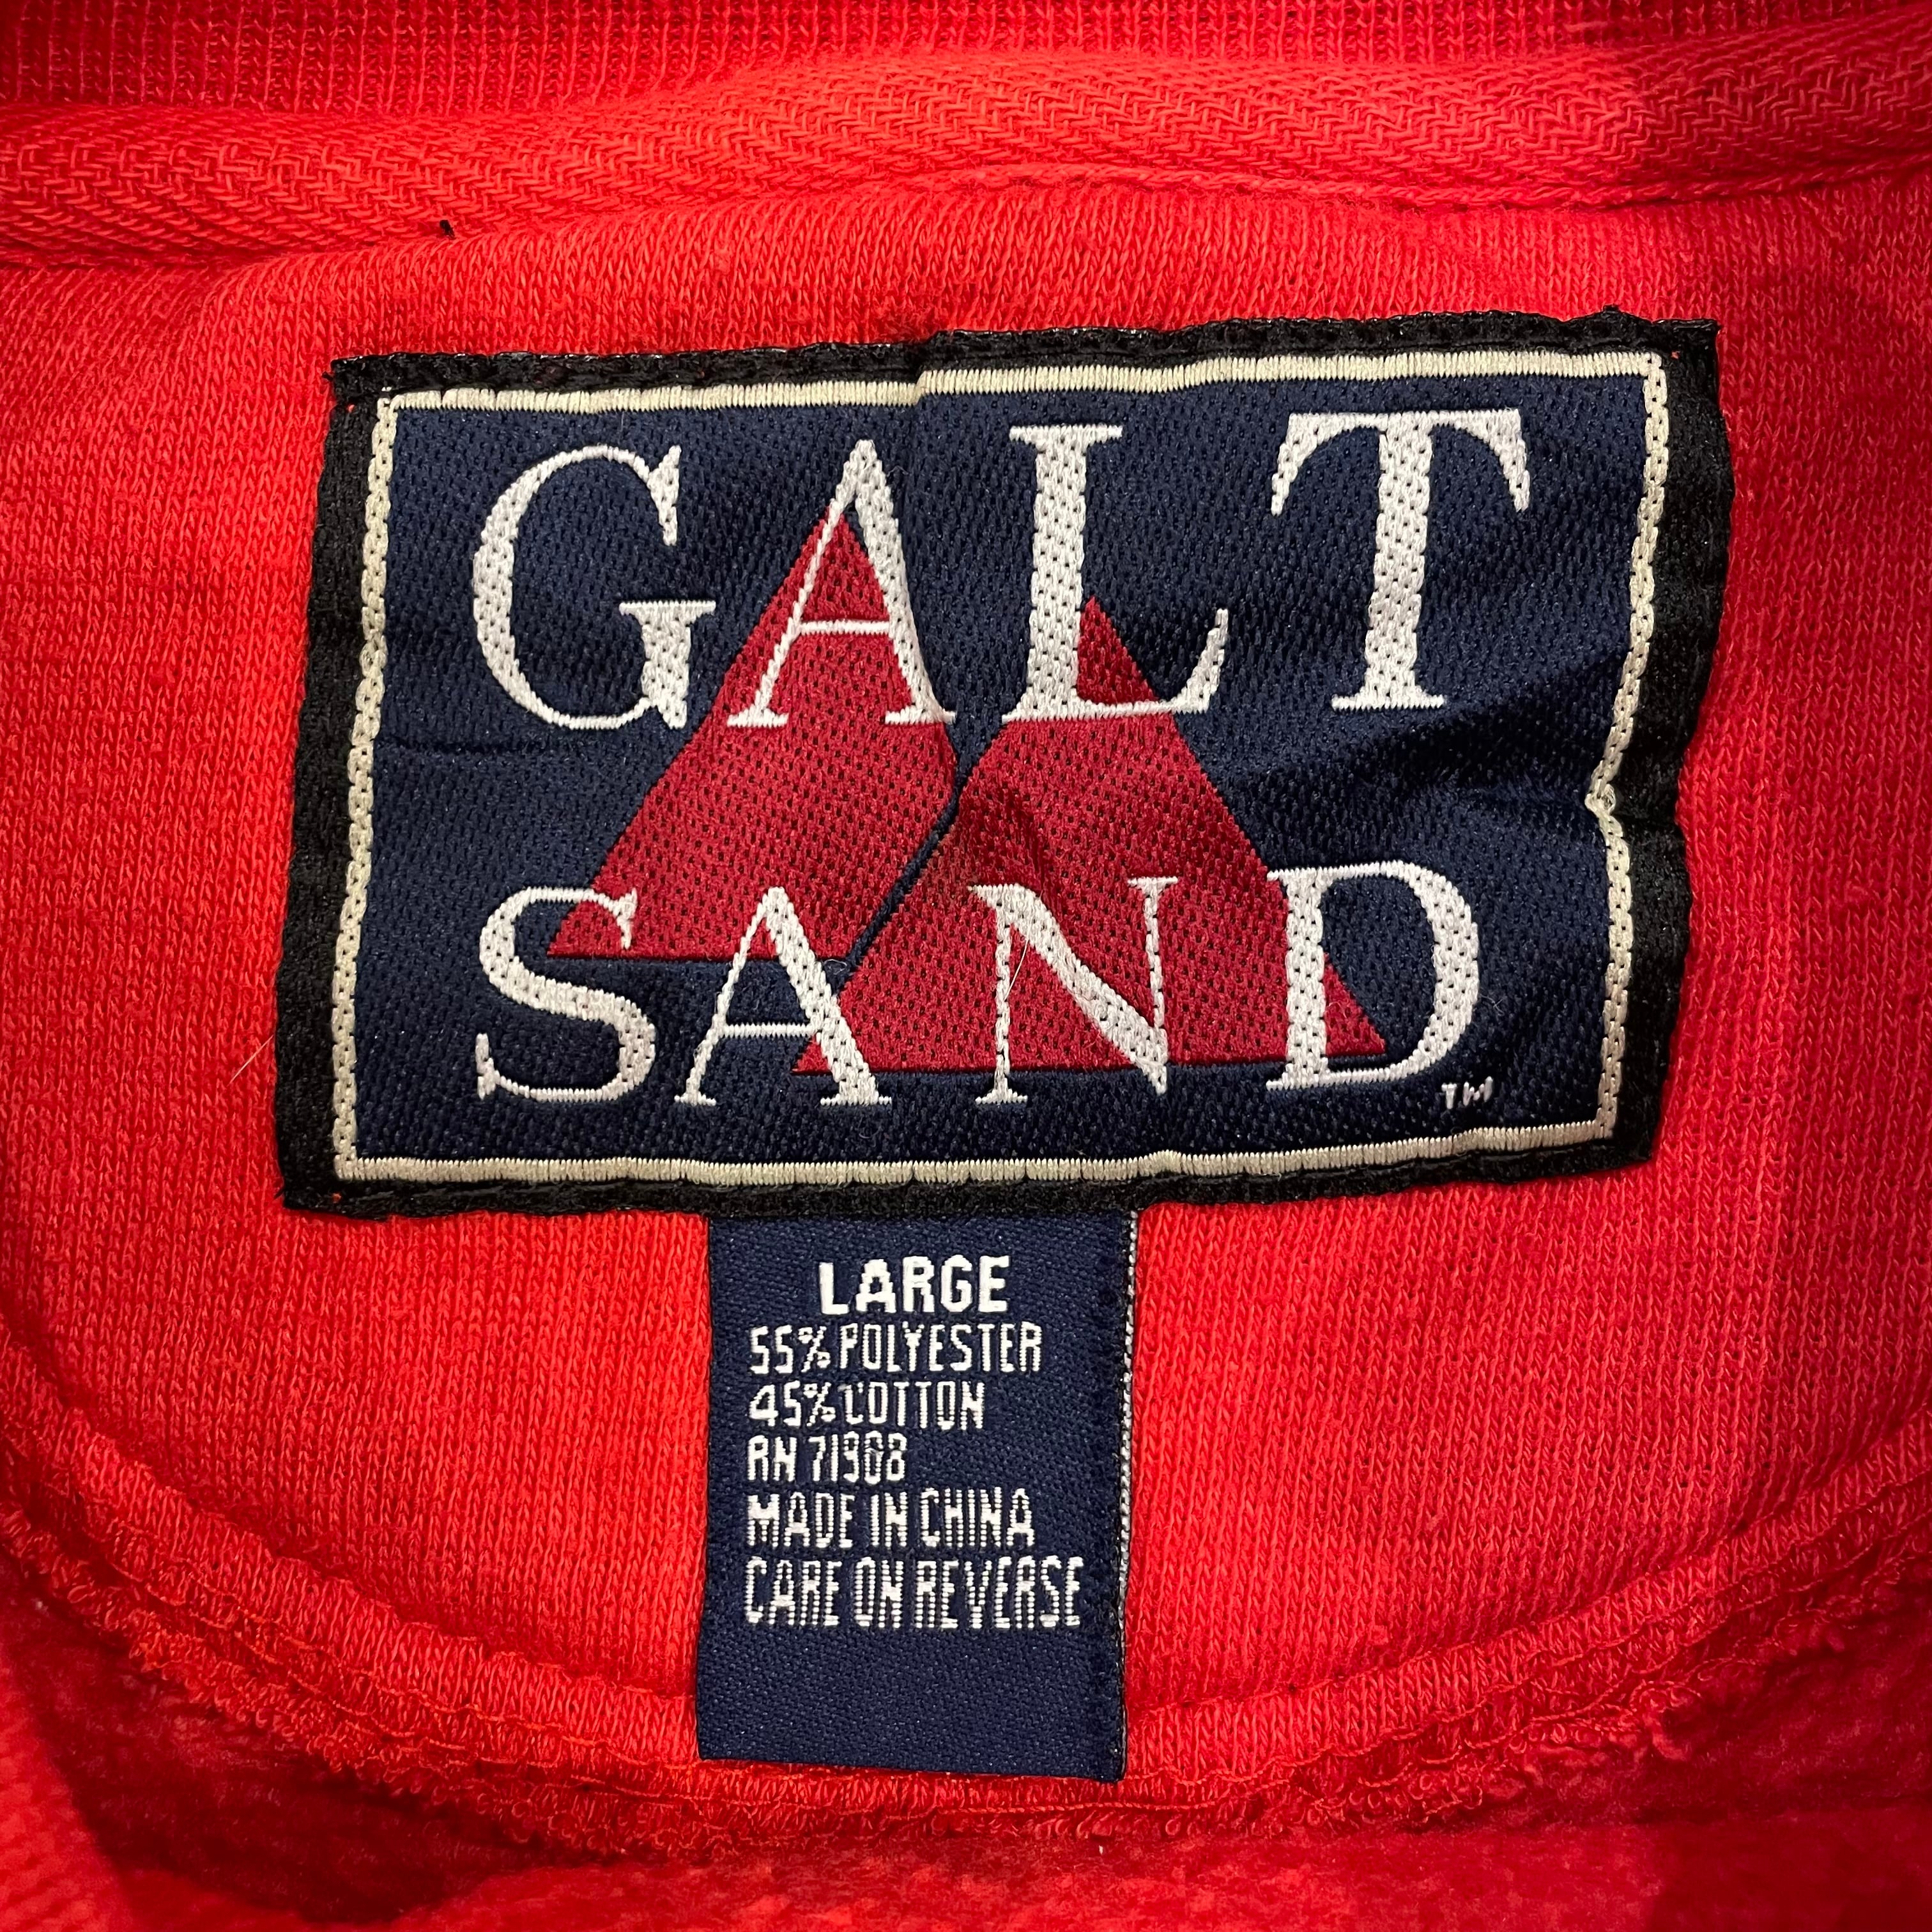 GALT
SAND
TM
LARGE
55% POLYESTER
45% COTTON
RN 71908
MADE IN CHINA
CARE ON REVERSE